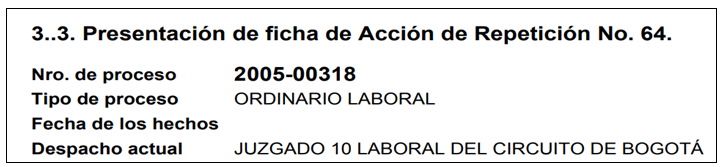 3..3. Presentación de ficha de Acción de Repetición No. 64.
Nro. de proceso 2005-00318
Tipo de proceso ORDINARIO LABORAL
Fecha de los hechos
Despacho actual JUZGADO 10 LABORAL DEL CIRCUITO DE BOGOTÁ